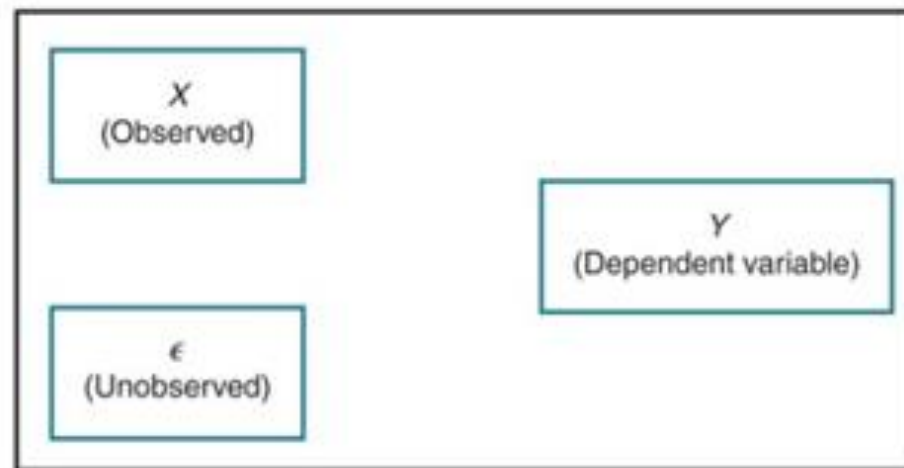 X
(Observed)
Y
(Dependent variable)
ϵ
(Unobserved)